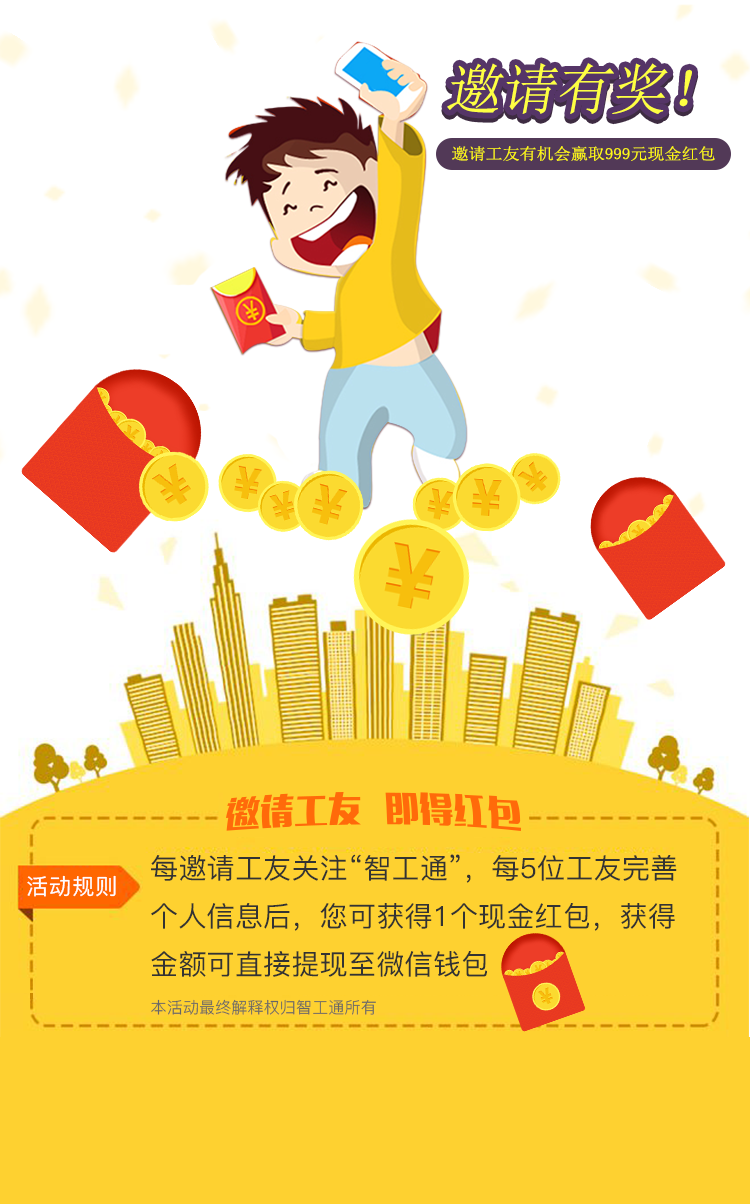 邀请有奖!
邀请工友有机会赢取999元现金红包
邀请工友 即得红包
活动规则
每邀请工友关注“智工通”，每5位工友完善
个人信息后，您可获得1个现金红包，获得
金额可直接提现至微信钱包
本活动最终解释权归智工通所有